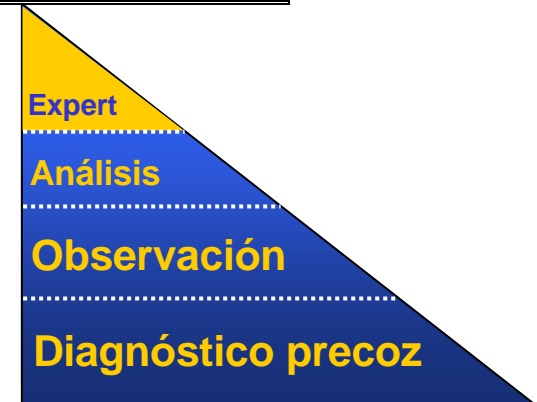 Expert
Análisis
Observación
Diagnóstico precoz